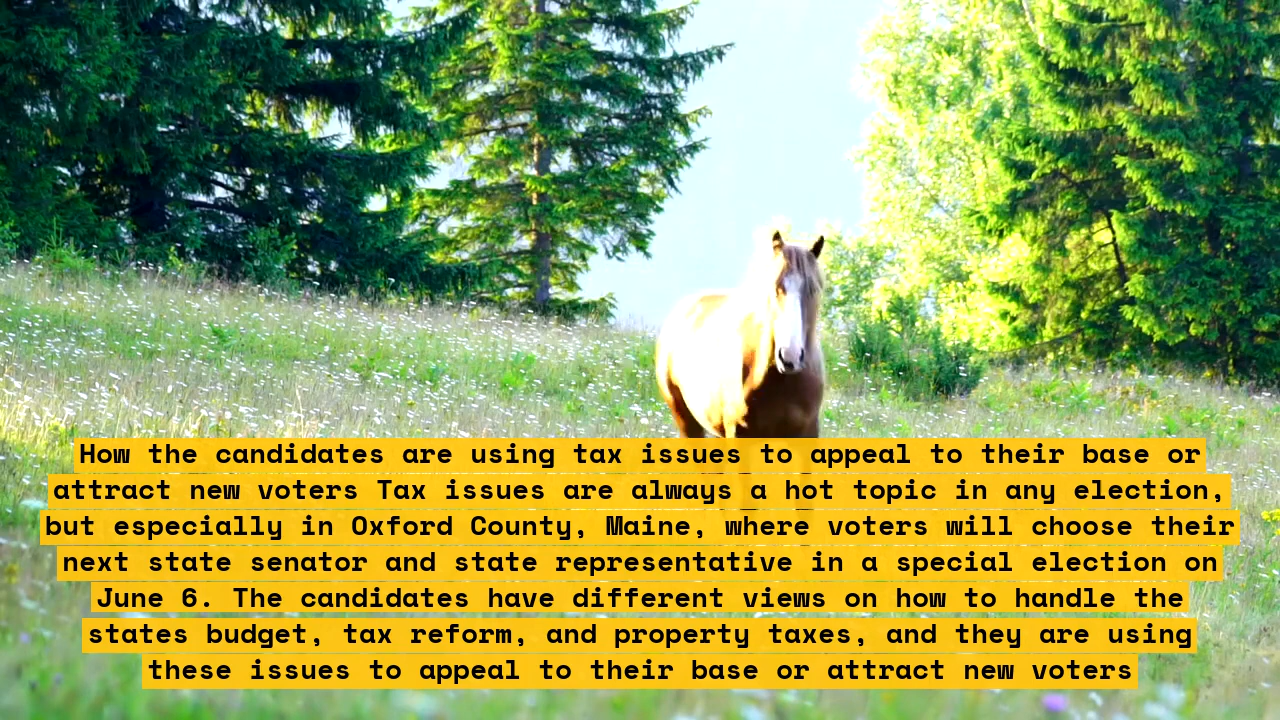 How the candidates are using tax issues to appeal to their base or
attract new voters Tax issues are always a hot topic in any election,
but especially in Oxford County, Maine, where voters will choose their
next state senator and state representative in a special election on
June 6. The candidates have different views on how to handle the
states budget, tax reform, and property taxes, and they are using
these issues to appeal to their base or attract new voters